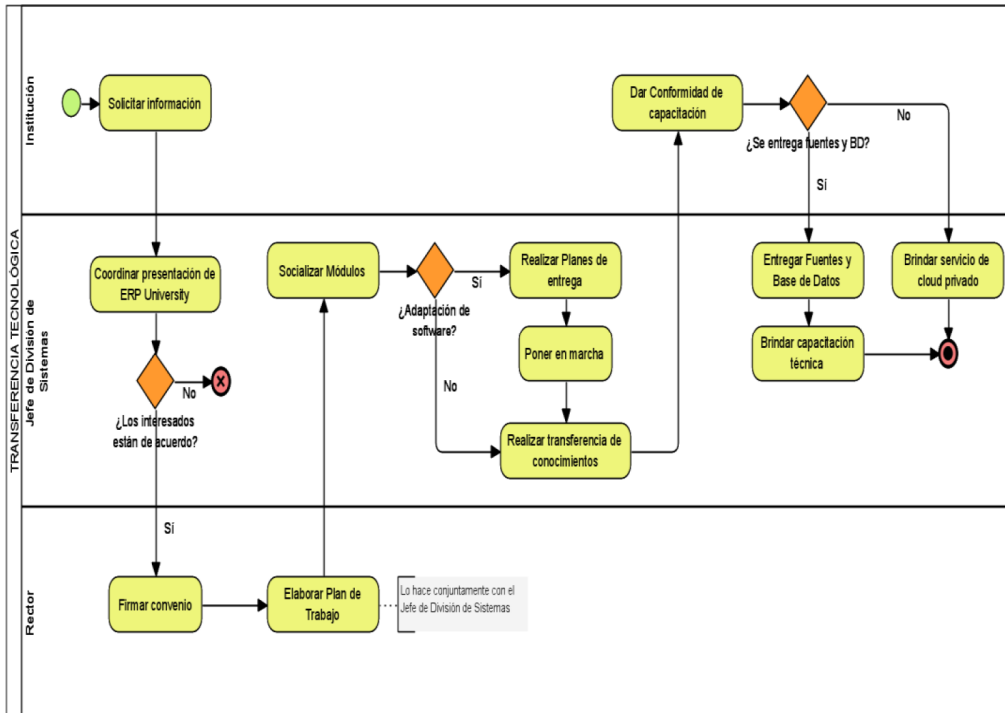 TRANSFERENCIA TECNOLÓGICA
Institución
Solicitar información
Dar Conformidad de
capacitación
¿Se entrega fuentes y BD?
No
Sí
Jefe de División de
Sistemas
Coordinar presentación de
ERP University
¿Los interesados
están de acuerdo?
No
Sí
Socializar Módulos
¿Adaptación de
software?
Sí
No
Realizar Planes de
entrega
Poner en marcha
Realizar transferencia de
conocimientos
Entregar Fuentes y
Base de Datos
Brindar capacitación
técnica
Brindar servicio de
cloud privado
Rector
Firmar convenio
Elaborar Plan de
Trabajo
Lo hace conjuntamente con el
Jefe de División de Sistemas